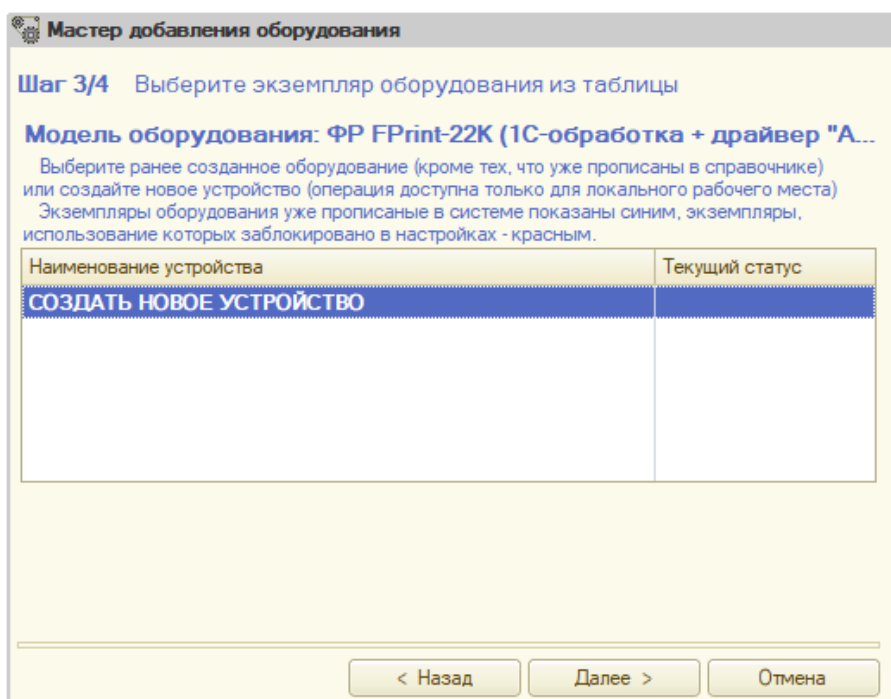 Мастер добавления оборудования
Шаг 3/4 Выберите экземпляр оборудования из таблицы
Модель оборудования: ФР FPrint-22К (1С-обработка + драйвер "А...
Выберите ранее созданное оборудование (кроме тех, что уже прописаны в справочнике)
или создайте новое устройство (операция доступна только для локального рабочего места)
Экземпляры оборудования уже прописаные в системе показаны синим, экземпляры,
использование которых заблокировано в настройках - красным.
Наименование устройства Текущий статус
СОЗДАТЬ НОВОЕ УСТРОЙСТВО
< Назад Далее > Отмена